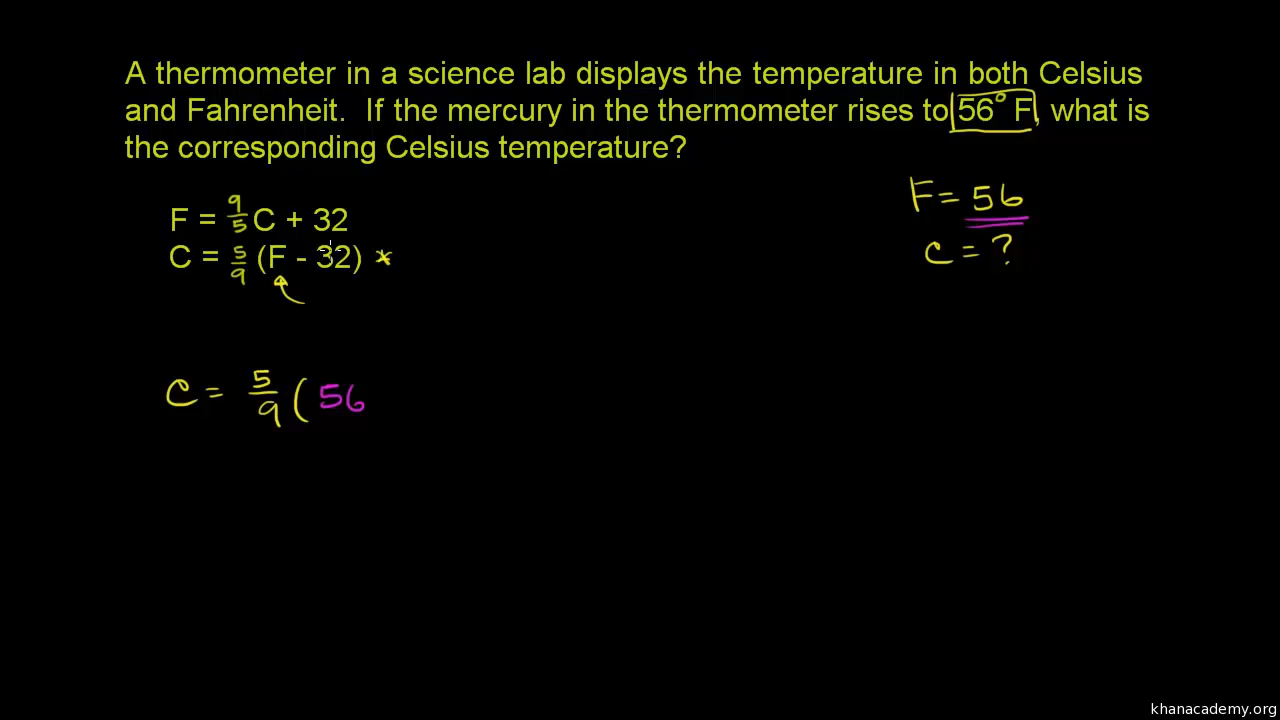 A thermometer in a science lab displays the temperature in both Celsius
and Fahrenheit. If the mercury in the thermometer rises to 56° F, what is
the corresponding Celsius temperature?
F = 9/5 C + 32
C = 5/9 (F - 32) *
F = 56
C = ?
C = 5/9 ( 56
khanacademy.org